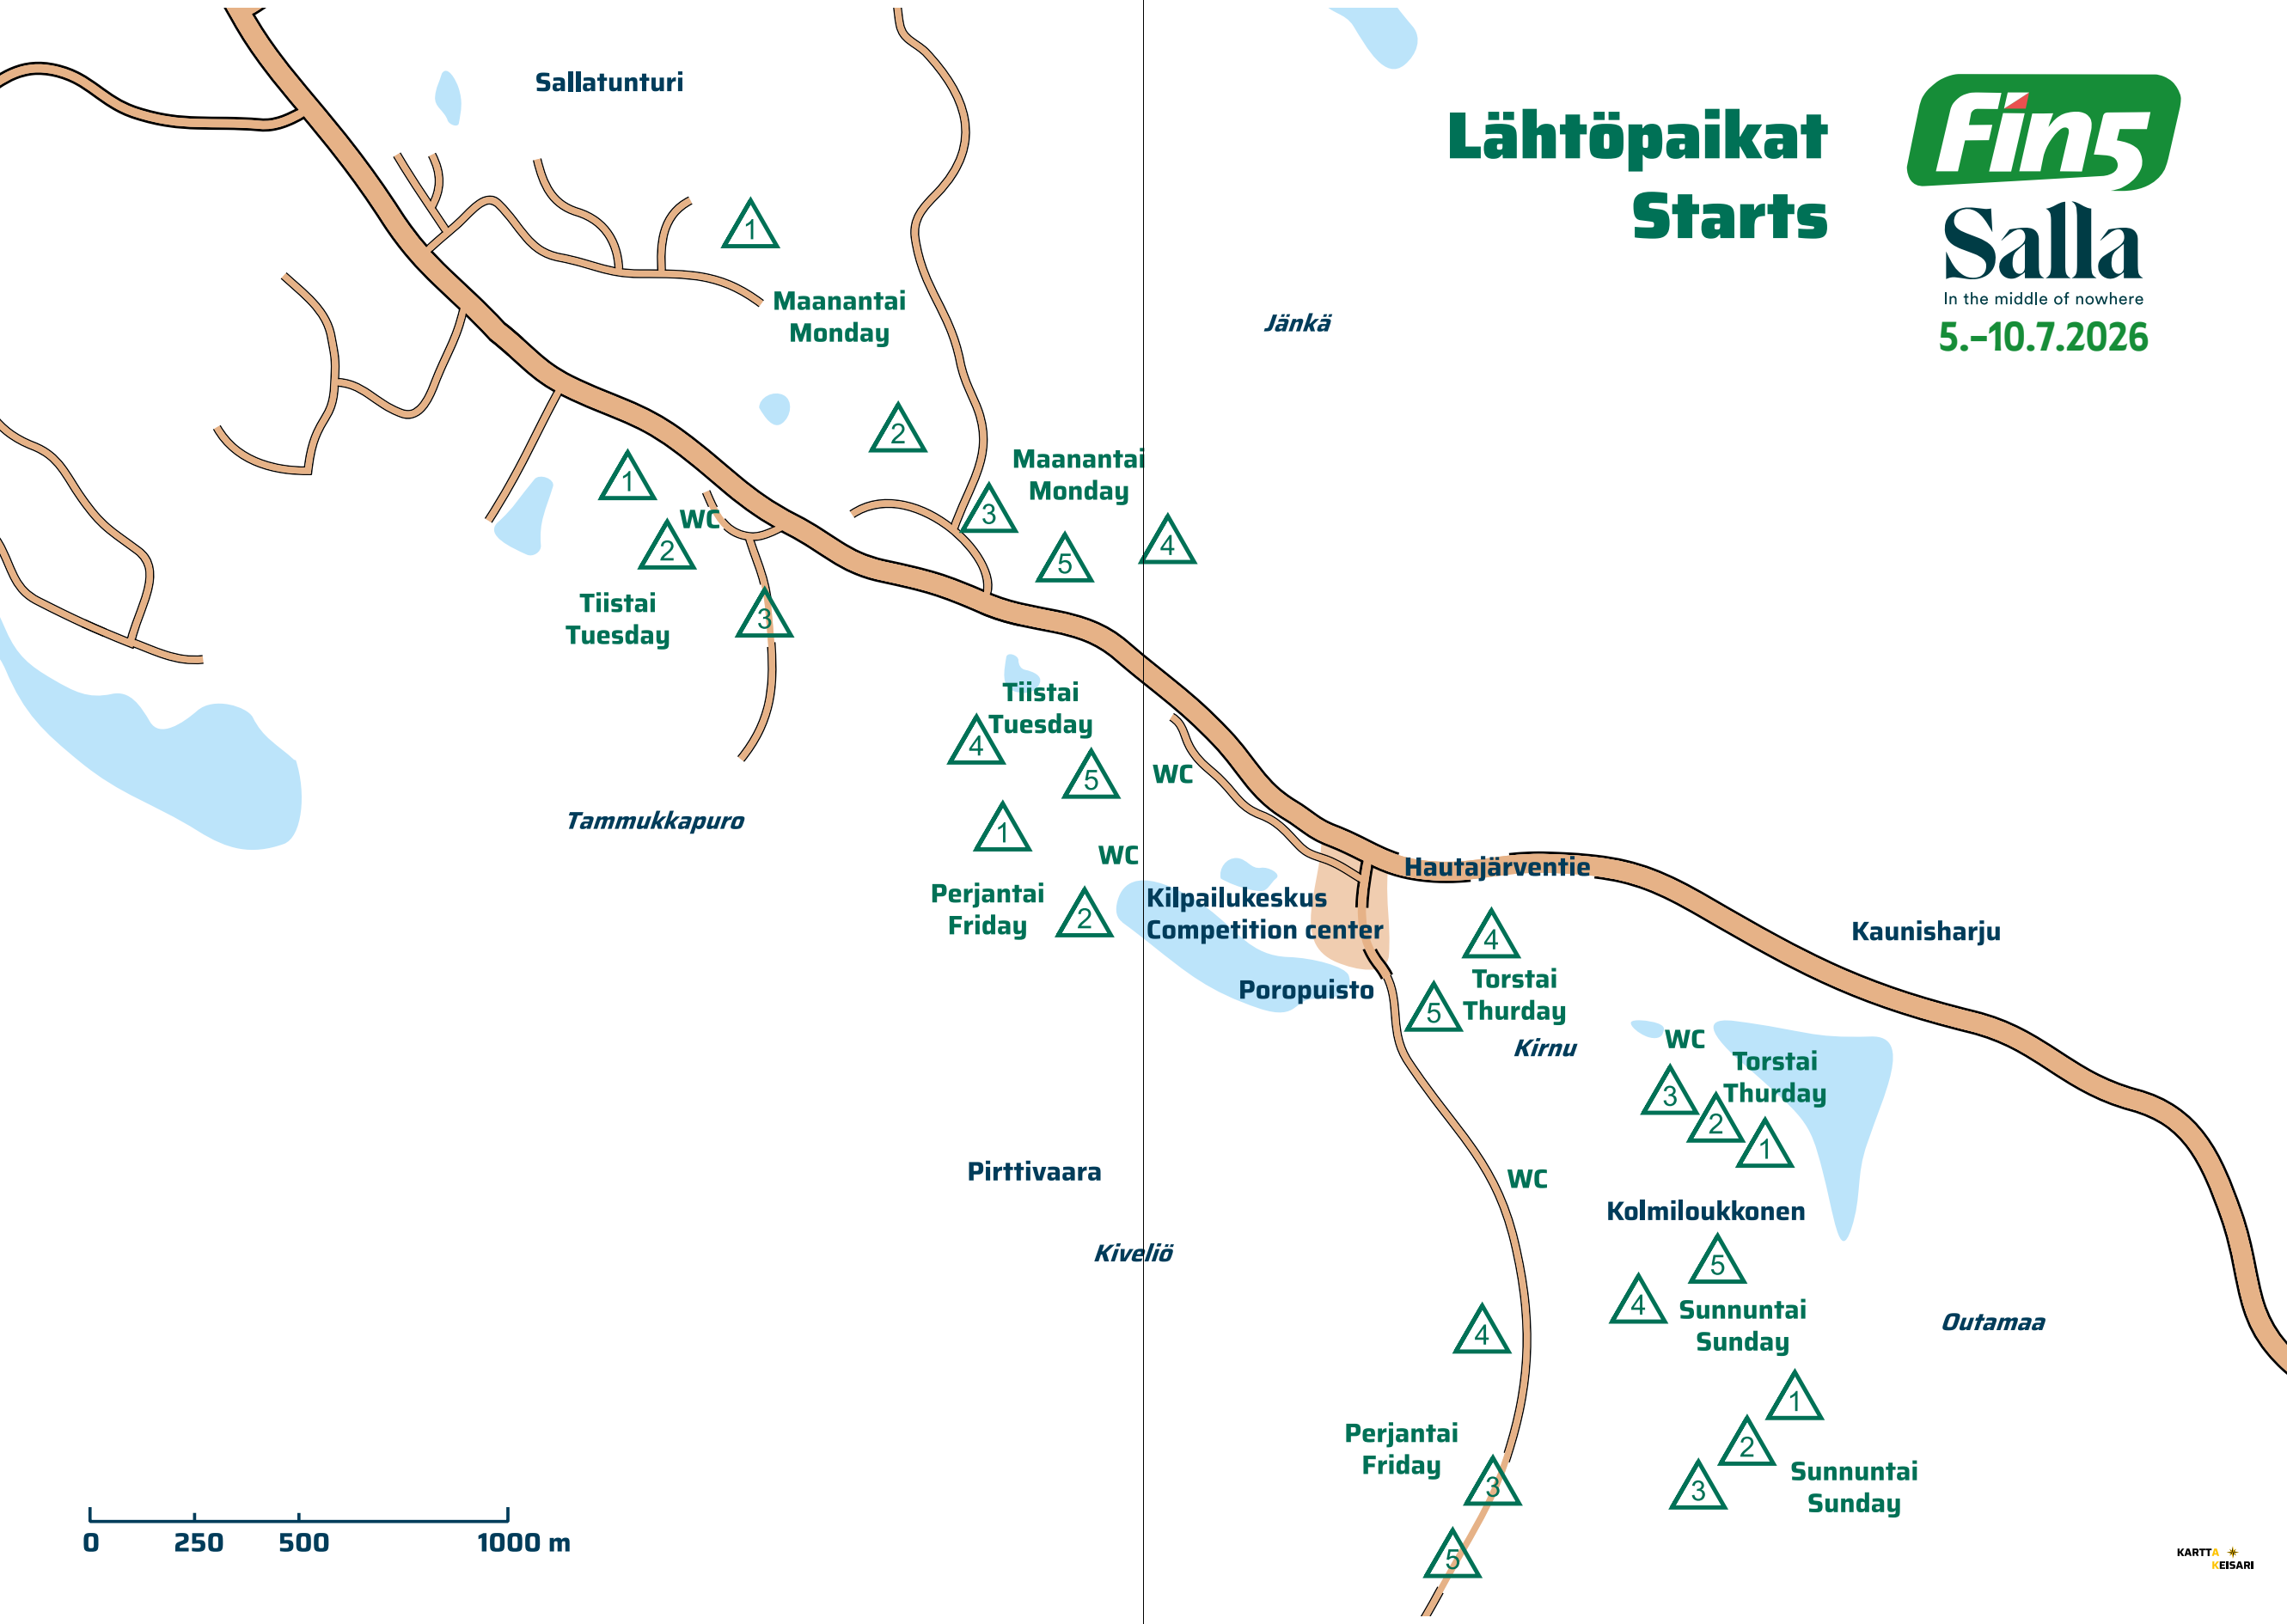 Sallatunturi
Lähtöpaikat
Starts
Fin5
Salla
In the middle of nowhere
5.–10.7.2026
1
Maanantai
Monday
Jänkä
2
Maanantai
Monday
3
4
5
1
WC
2
Tiistai
Tuesday
3
Tiistai
Tuesday
4
5
WC
Tammukkapuro
1
WC
Perjantai
Friday
2
Kilpailukeskus
Competition center
Hautajärventie
Kaunisharju
Poropuisto
4
Torstai
Thurday
5
Kirnu
WC
Torstai
Thurday
3
2
1
Pirttivaara
WC
Kolmiloukkonen
Kiveliö
5
4
Sunnuntai
Sunday
Outamaa
4
1
2
Perjantai
Friday
3
3
Sunnuntai
Sunday
5
0 250 500 1000 m
KARTTA
KEISARI